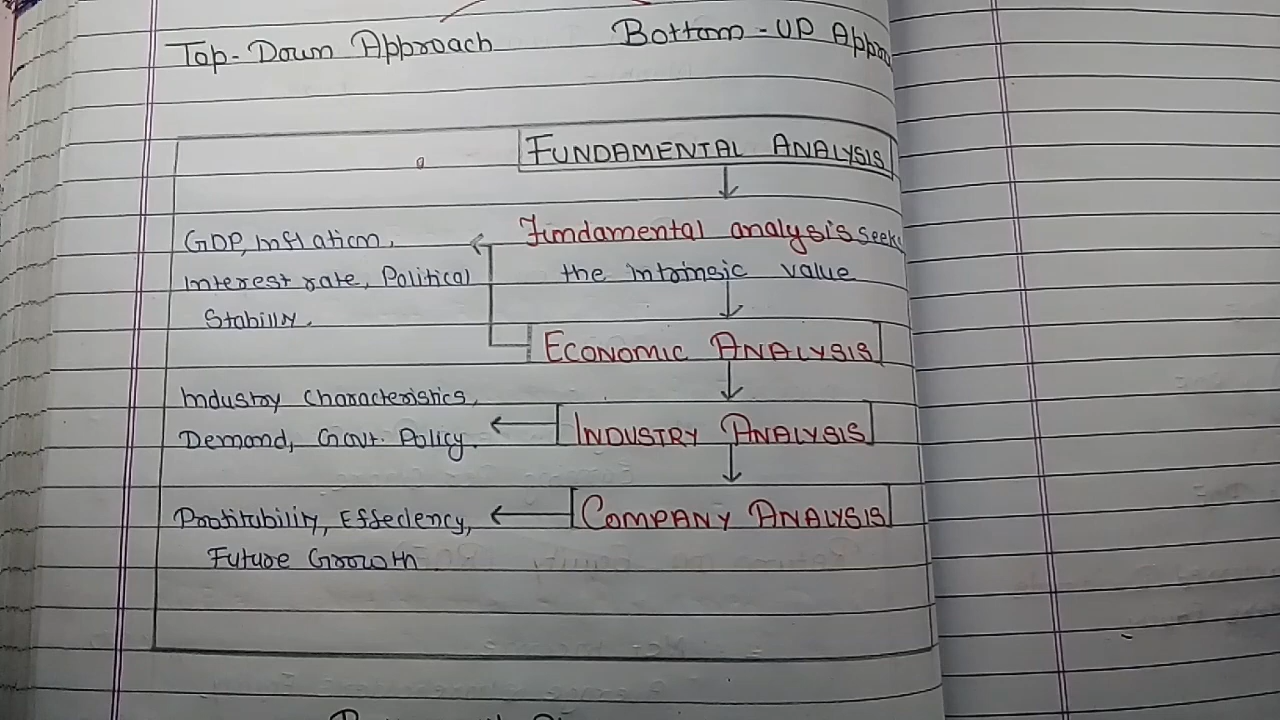 Top-Down Approach
Bottom-UP Appro
FUNDAMENTAL ANALYSIS
Fundamental analysis seeks
the intrinsic value
GDP, Inflation,
Interest rate, Political
Stability.
ECONOMIC ANALYSIS
Industry Characteristics,
Demand, Govt. Policy.
INDUSTRY ANALYSIS
COMPANY ANALYSIS
Profitability, Effeciency,
Future Growth